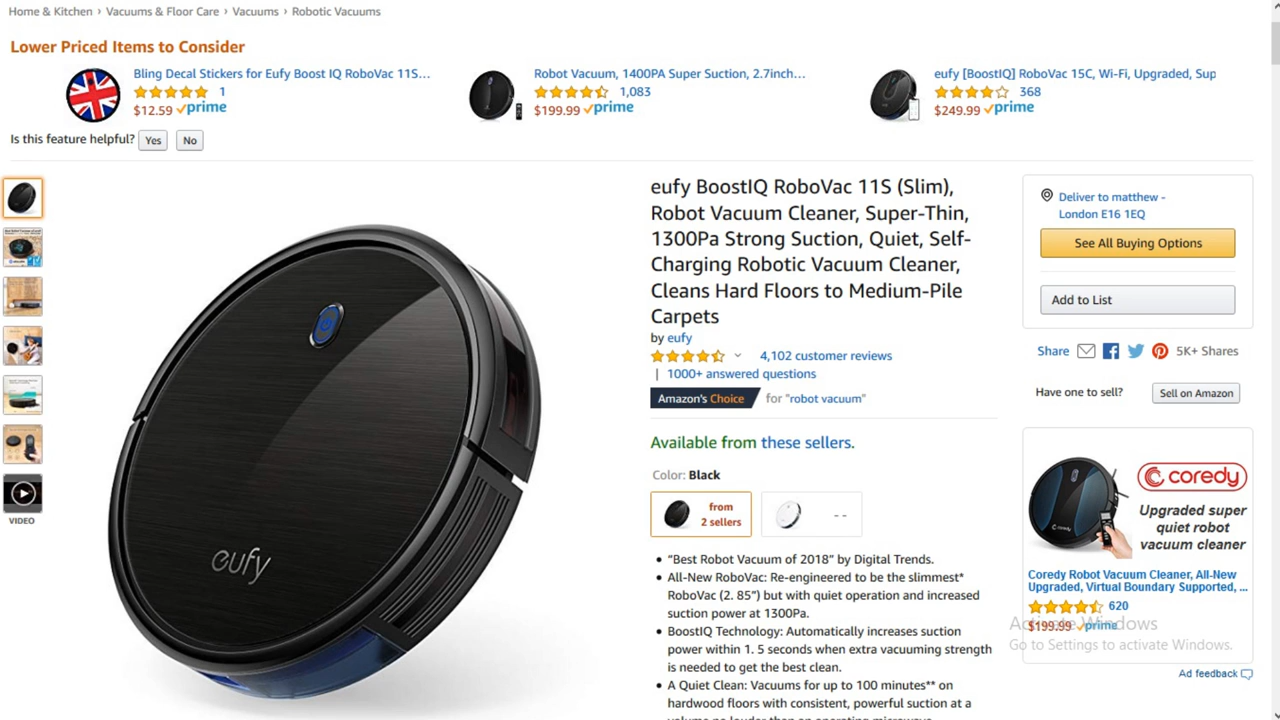 Home & Kitchen › Vacuums & Floor Care › Vacuums › Robotic Vacuums
Lower Priced Items to Consider
Bling Decal Stickers for Eufy Boost IQ RoboVac 11S...
1
$12.59 prime
Robot Vacuum, 1400PA Super Suction, 2.7inch...
1,083
$199.99 prime
eufy [BoostIQ] RoboVac 15C, Wi-Fi, Upgraded, Sup
368
$249.99 prime
Is this feature helpful? Yes No
VIDEO
eufy
eufy BoostIQ RoboVac 11S (Slim),
Robot Vacuum Cleaner, Super-Thin,
1300Pa Strong Suction, Quiet, Self-
Charging Robotic Vacuum Cleaner,
Cleans Hard Floors to Medium-Pile
Carpets
by eufy
4,102 customer reviews
| 1000+ answered questions
Amazon's Choice for "robot vacuum"
Available from these sellers.
Color: Black
from
2 sellers
- -
• “Best Robot Vacuum of 2018” by Digital Trends.
• All-New RoboVac: Re-engineered to be the slimmest*
RoboVac (2. 85”) but with quiet operation and increased
suction power at 1300Pa.
• BoostIQ Technology: Automatically increases suction
power within 1. 5 seconds when extra vacuuming strength
is needed to get the best clean.
• A Quiet Clean: Vacuums for up to 100 minutes** on
hardwood floors with consistent, powerful suction at a
volume no louder than an operating microwave.
Deliver to matthew -
London E16 1EQ
See All Buying Options
Add to List
Share 5K+ Shares
Have one to sell? Sell on Amazon
coredy
Upgraded super
quiet robot
vacuum cleaner
Coredy Robot Vacuum Cleaner, All-New
Upgraded, Virtual Boundary Supported, ...
620
$199.99 prime
Activate Windows
Go to Settings to activate Windows.
Ad feedback